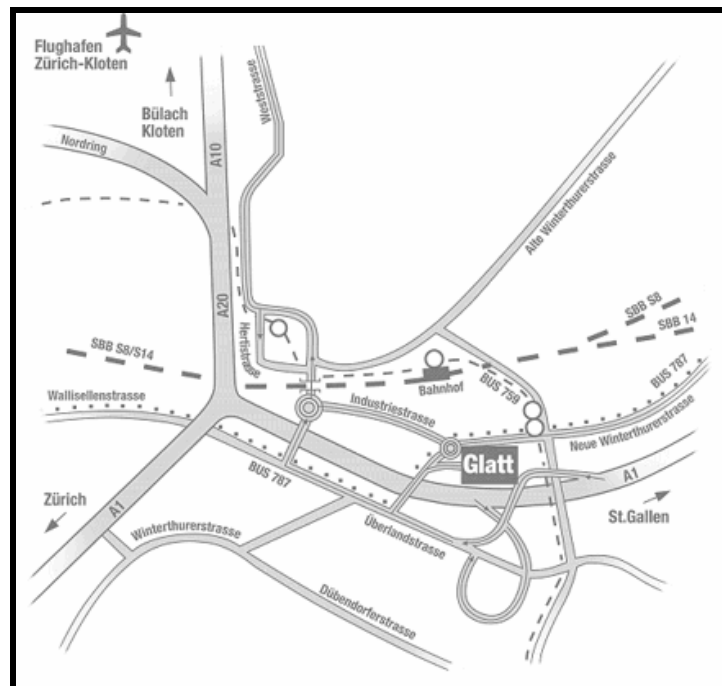 Flughafen
Zürich-Kloten
Bülach
Kloten
Weststrasse
Nordring
A10
Alte Winterthurerstrasse
A20
SBB S8
SBB 14
SBB S8/S14
Hertistrasse
Bahnhof
BUS 759
BUS 787
Wallisellenstrasse
Industriestrasse
Neue Winterthurerstrasse
Glatt
BUS 787
A1
Zürich
A1
St.Gallen
Winterthurerstrasse
Überlandstrasse
Dübendorferstrasse